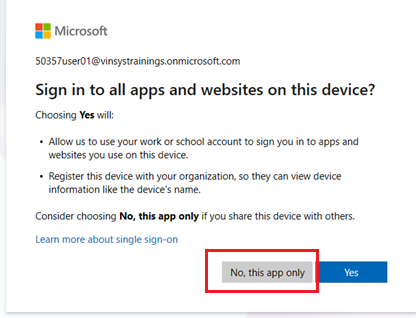 Microsoft
50357user01@vinsystrainings.onmicrosoft.com
Sign in to all apps and websites on this device?
Choosing Yes will:
• Allow us to use your work or school account to sign you in to apps and
websites you use on this device.
• Register this device with your organization, so they can view device
information like the device's name.
Consider choosing No, this app only if you share this device with others.
Learn more about single sign-on
No, this app only
Yes